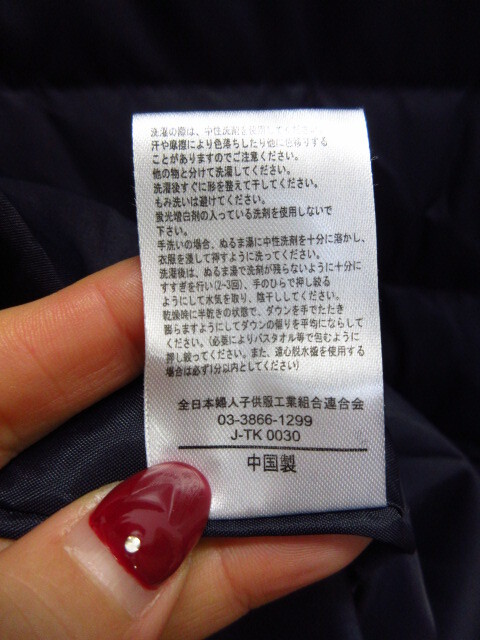 洗濯の際は、中性洗剤を使用してください。
汗や摩擦により色落ちしたり他に色移りする
ことがありますのでご注意ください。
他の物と分けて洗濯してください。
洗濯後すぐに形を整えて干してください。
もみ洗いは避けてください。
蛍光増白剤の入っている洗剤を使用しないで
下さい。
手洗いの場合、ぬるま湯に中性洗剤を十分に溶かし、
衣服を浸して押すように洗ってください。
洗濯後は、ぬるま湯で洗剤が残らないように十分に
すすぎを行い(2~3回)、手のひらで押し絞る
ようにして水気を取り、陰干ししてください。
乾燥時に半乾きの状態で、ダウンを手でたたき
膨らますようにしてダウンの偏りを平均にならして
ください。(必要によりバスタオル等で包むように
押し絞ってください。また、遠心脱水機を使用する
場合は必ず1分以内としてください)
全日本婦人子供服工業組合連合会
03-3866-1299
J-TK 0030
中国製